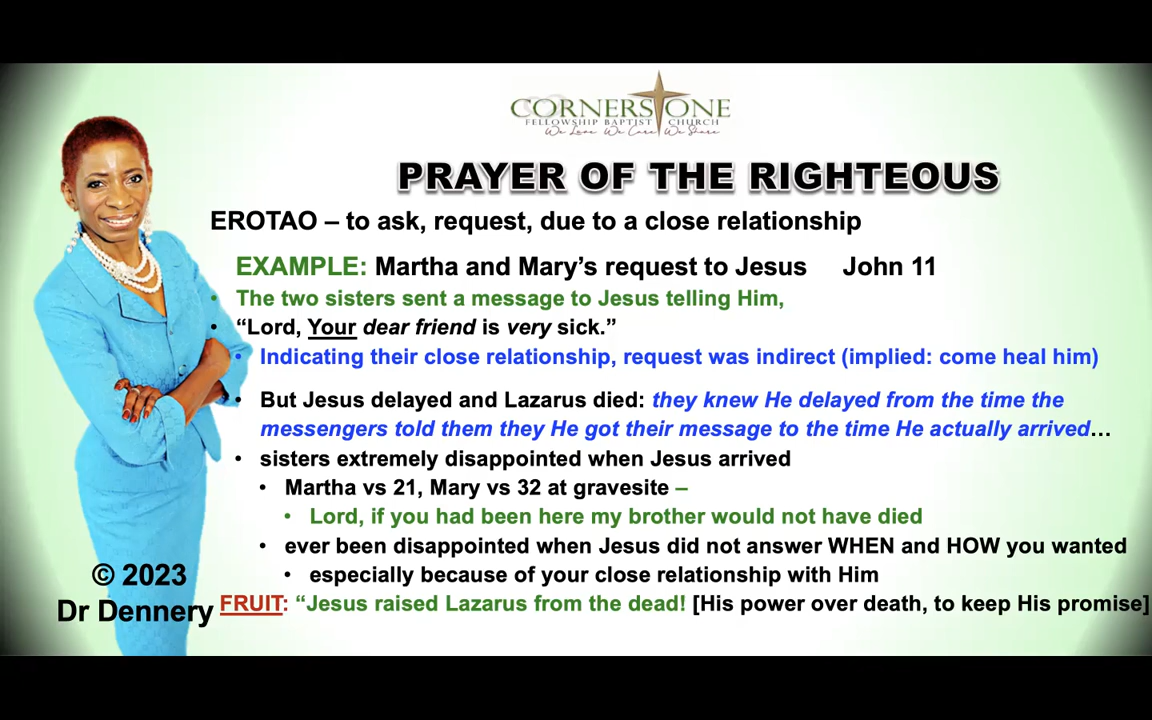 CORNERSTONE
FELLOWSHIP BAPTIST CHURCH
We Love We Care We Share
PRAYER OF THE RIGHTEOUS
EROTAO – to ask, request, due to a close relationship
EXAMPLE: Martha and Mary’s request to Jesus John 11
• The two sisters sent a message to Jesus telling Him,
• “Lord, Your dear friend is very sick.”
• Indicating their close relationship, request was indirect (implied: come heal him)
• But Jesus delayed and Lazarus died: they knew He delayed from the time the
messengers told them they He got their message to the time He actually arrived…
• sisters extremely disappointed when Jesus arrived
• Martha vs 21, Mary vs 32 at gravesite –
• Lord, if you had been here my brother would not have died
• ever been disappointed when Jesus did not answer WHEN and HOW you wanted
• especially because of your close relationship with Him
FRUIT: “Jesus raised Lazarus from the dead! [His power over death, to keep His promise]
© 2023
Dr Dennery